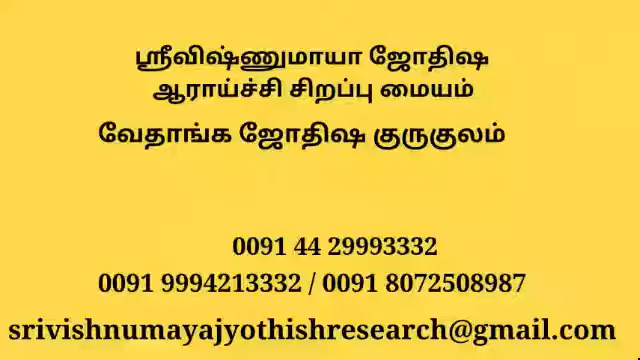 ஸ்ரீவிஷ்ணுமாயா ஜோதிஷ
ஆராய்ச்சி சிறப்பு மையம்
வேதாங்க ஜோதிஷ குருகுலம்
0091 44 29993332
0091 9994213332 / 0091 8072508987
srivishnumayajyothishresearch@gmail.com